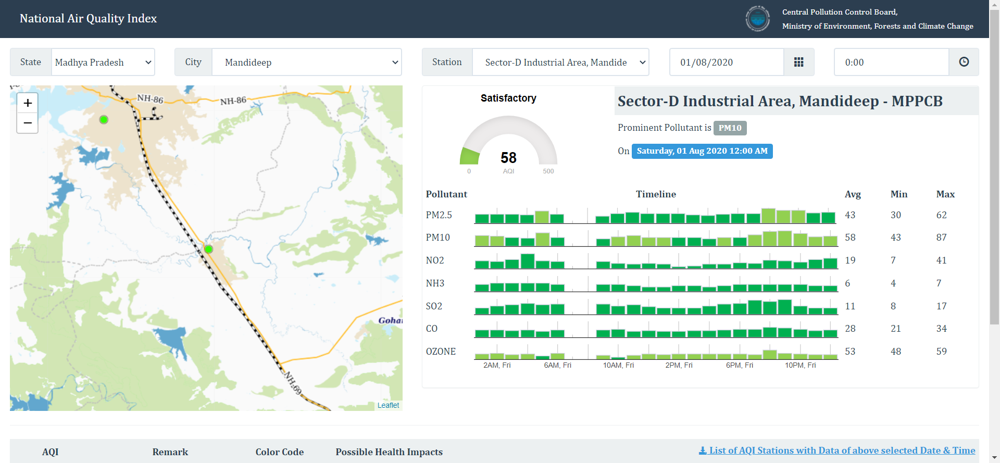 National Air Quality Index
Central Pollution Control Board,
Ministry of Environment, Forests and Climate Change
State Madhya Pradesh
City Mandideep
Station Sector-D Industrial Area, Mandide
01/08/2020
0:00
+
−
NH-86
NH-86
NH-69
Leaflet
Satisfactory
58
0 AQI 500
Sector-D Industrial Area, Mandideep - MPPCB
Prominent Pollutant is PM10
On Saturday, 01 Aug 2020 12:00 AM
Pollutant Timeline Avg Min Max
PM2.5 43 30 62
PM10 58 43 87
NO2 19 7 41
NH3 6 4 7
SO2 11 8 17
CO 28 21 34
OZONE 53 48 59
2AM, Fri 6AM, Fri 10AM, Fri 2PM, Fri 6PM, Fri 10PM, Fri
AQI Remark Color Code Possible Health Impacts
List of AQI Stations with Data of above selected Date & Time